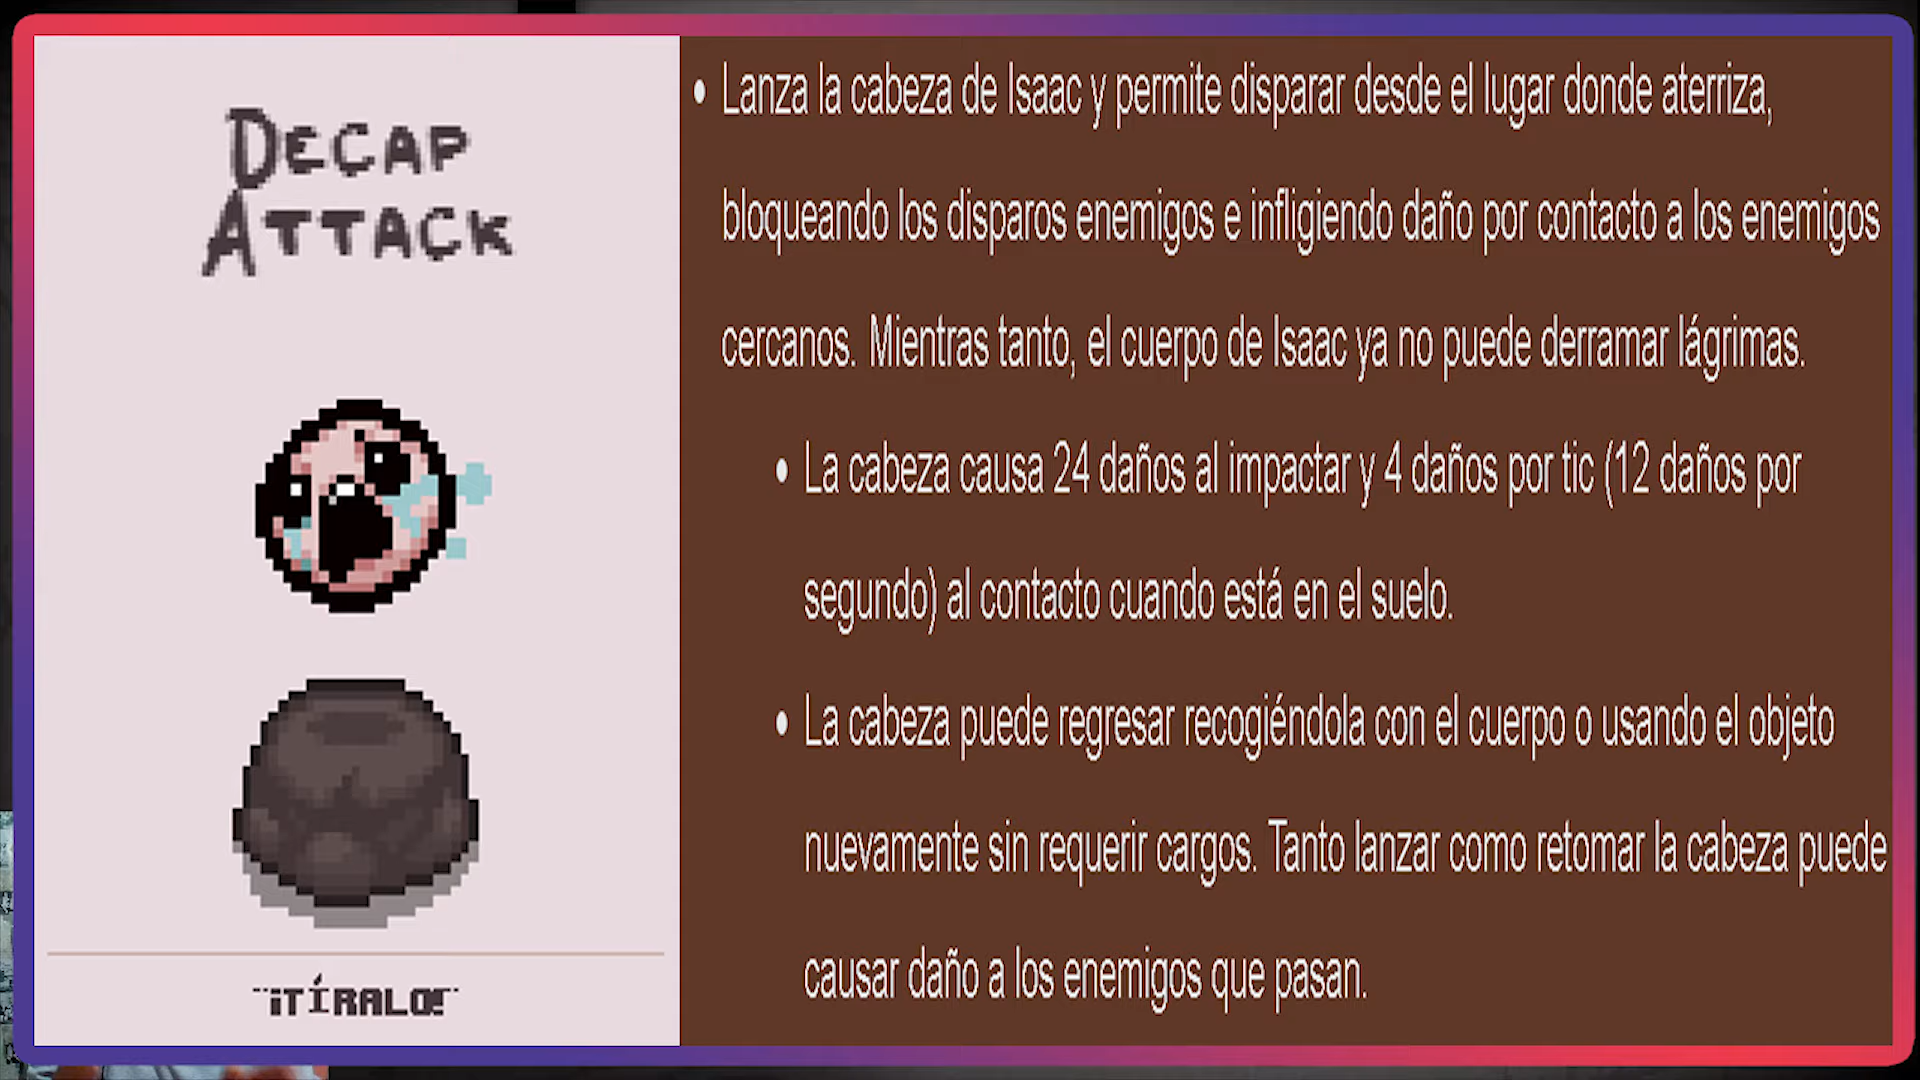 DECAP
ATTACK
"¡TÍRALO!"
• Lanza la cabeza de Isaac y permite disparar desde el lugar donde aterriza,
bloqueando los disparos enemigos e infligiendo daño por contacto a los enemigos
cercanos. Mientras tanto, el cuerpo de Isaac ya no puede derramar lágrimas.
• La cabeza causa 24 daños al impactar y 4 daños por tic (12 daños por
segundo) al contacto cuando está en el suelo.
• La cabeza puede regresar recogiéndola con el cuerpo o usando el objeto
nuevamente sin requerir cargos. Tanto lanzar como retomar la cabeza puede
causar daño a los enemigos que pasan.